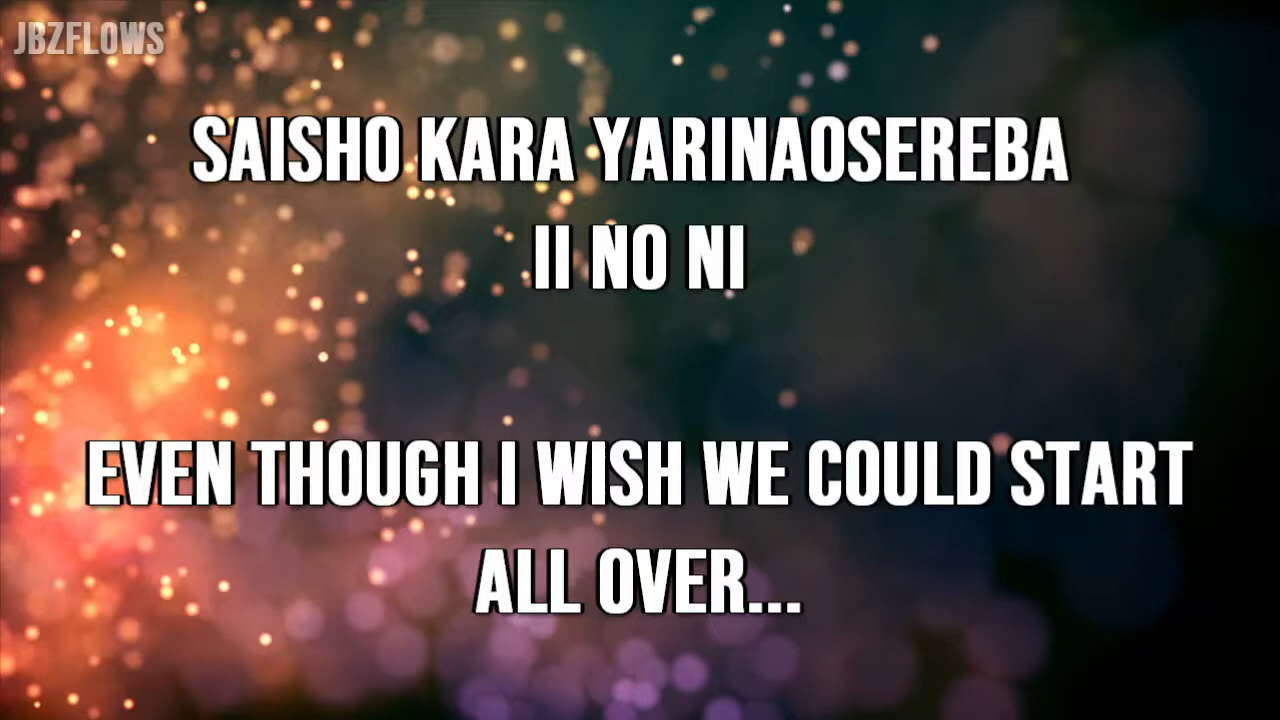 JBZFLOWS
SAISHO KARA YARINAOSEREBA
II NO NI
EVEN THOUGH I WISH WE COULD START
ALL OVER...